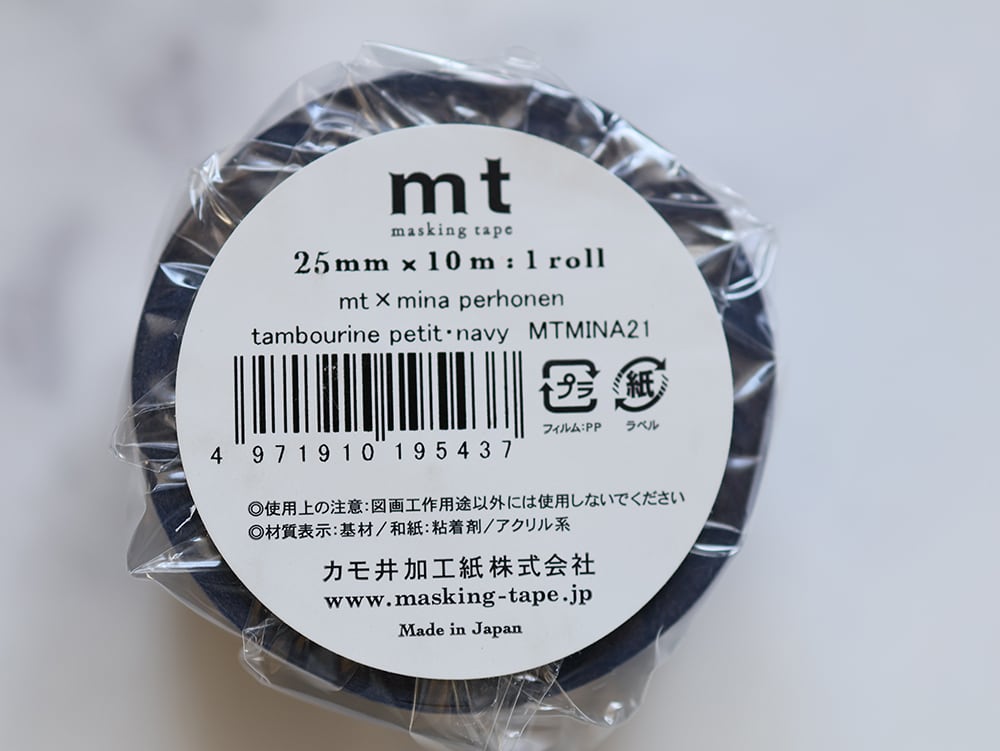 mt
masking tape
25mm × 10m : 1 roll
mt×mina perhonen
tambourine petit・navy MTMINA21
プラ 紙
フィルム:PP ラベル
4 971910 195437
◎使用上の注意:図画工作用途以外には使用しないでください
◎材質表示:基材/和紙:粘着剤/アクリル系
カモ井加工紙株式会社
www.masking-tape.jp
Made in Japan